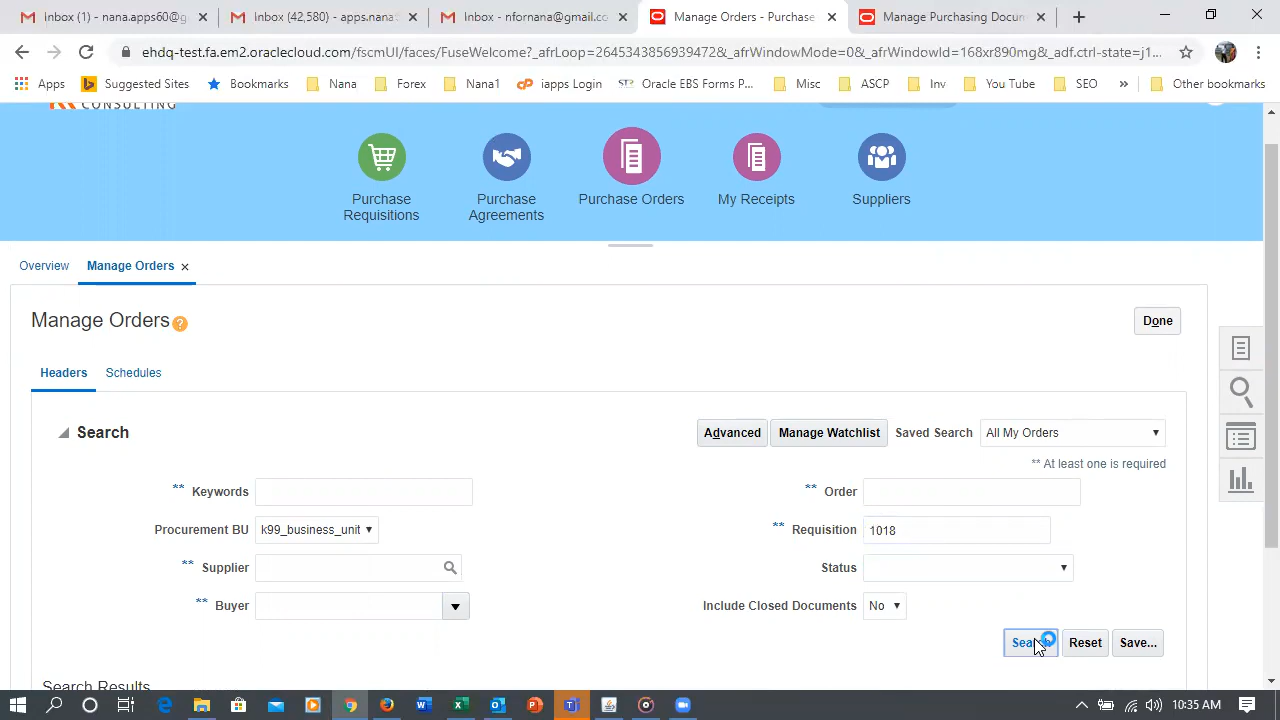 Inbox (1) - nana.apps01@g
Inbox (42,580) - apps.nara
Inbox - nfornana@gmail.co
Manage Orders - Purchase
Manage Purchasing Docum
ehdq-test.fa.em2.oraclecloud.com/fscmUI/faces/FuseWelcome?_afrLoop=26453438569394​72&_afrWindowMode=0&_afrWindowId=168xr890mg&_adf.ctrl-state=j1...
Apps
Suggested Sites
Bookmarks
Nana
Forex
Nana1
iapps Login
Oracle EBS Forms P...
Misc
ASCP
Inv
You Tube
SEO
»
Other bookmarks
CONSULTING
Purchase Requisitions
Purchase Agreements
Purchase Orders
My Receipts
Suppliers
Overview
Manage Orders
Manage Orders
Done
Headers
Schedules
Search
Advanced
Manage Watchlist
Saved Search
All My Orders
** At least one is required
** Keywords
** Order
Procurement BU
k99_business_unit
** Requisition
1018
** Supplier
Status
** Buyer
Include Closed Documents
No
Search
Reset
Save...
Search Results
10:35 AM